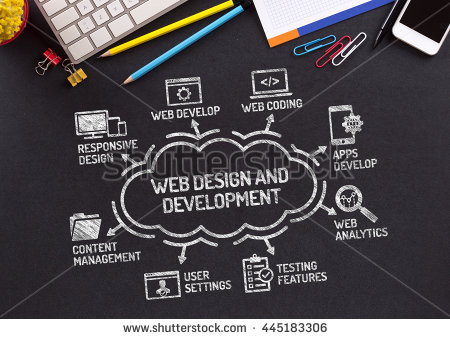 WEB DEVELOP
WEB CODING
RESPONSIVE
DESIGN
APPS
DEVELOP
WEB DESIGN AND
DEVELOPMENT
WEB
ANALYTICS
CONTENT
MANAGEMENT
USER
SETTINGS
TESTING
FEATURES
shutterstock
www.shutterstock.com · 445183306